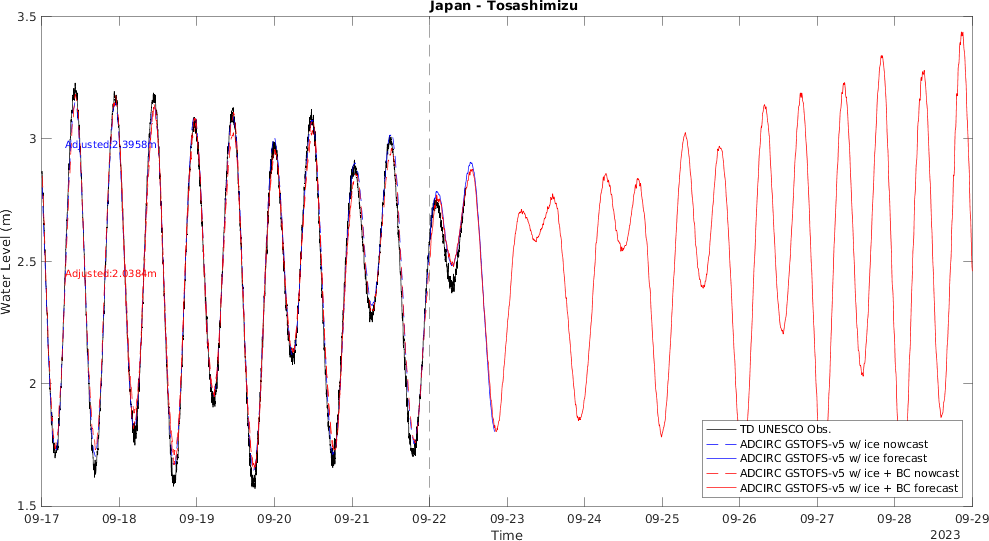 Japan - Tosashimizu
Water Level (m)
3.5
3
2.5
2
1.5
Adjusted:2.3958m
Adjusted:2.0384m
TD UNESCO Obs.
ADCIRC GSTOFS-v5 w/ ice nowcast
ADCIRC GSTOFS-v5 w/ ice forecast
ADCIRC GSTOFS-v5 w/ ice + BC nowcast
ADCIRC GSTOFS-v5 w/ ice + BC forecast
09-17 09-18 09-19 09-20 09-21 09-22 09-23 09-24 09-25 09-26 09-27 09-28 09-29
Time
2023